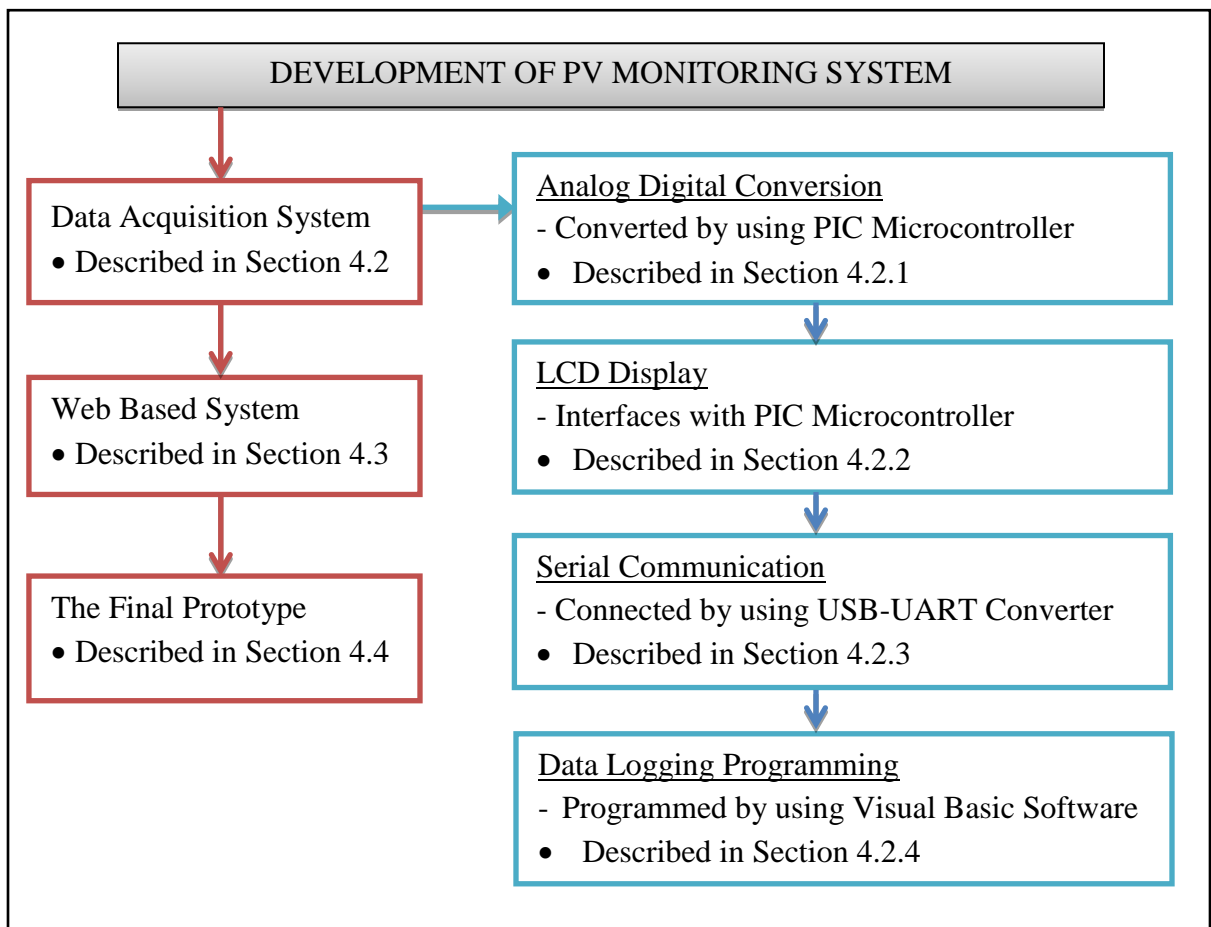 DEVELOPMENT OF PV MONITORING SYSTEM
Data Acquisition System
• Described in Section 4.2
Web Based System
• Described in Section 4.3
The Final Prototype
• Described in Section 4.4
Analog Digital Conversion
- Converted by using PIC Microcontroller
• Described in Section 4.2.1
LCD Display
- Interfaces with PIC Microcontroller
• Described in Section 4.2.2
Serial Communication
- Connected by using USB-UART Converter
• Described in Section 4.2.3
Data Logging Programming
- Programmed by using Visual Basic Software
• Described in Section 4.2.4